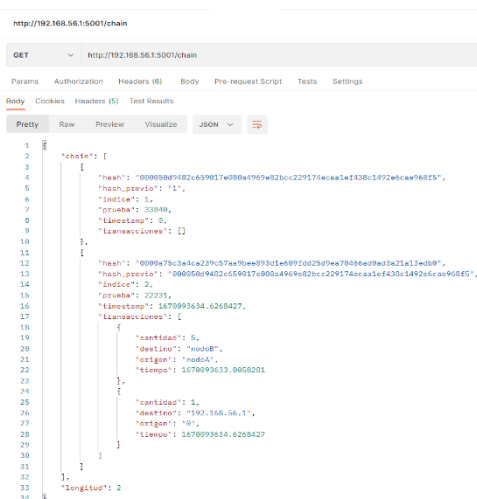 http://192.168.56.1:5001/chain
GET http://192.168.56.1:5001/chain
Params Authorization Headers (6) Body Pre-request Script Tests Settings
Body Cookies Headers (5) Test Results
Pretty Raw Preview Visualize JSON
1 {
2 "chain": [
3 {
4 "hash":
5 "hash_previo": "1",
6 "indice": 1,
7 "prueba": 33840,
8 "timestamp": 0,
9 "transacciones": []
10 },
11 {
12 "hash":
13 "hash_previo":
14 "indice": 2,
15 "prueba": 22231,
16 "timestamp": 1670093634.6268427,
17 "transacciones": [
18 {
19 "cantidad": 5,
20 "destino": "nodoB",
21 "origen": "nodoA",
22 "tiempo": 1670093633.0058281
23 },
24 {
25 "cantidad": 1,
26 "destino": "192.168.56.1",
27 "origen": "0",
28 "tiempo": 1670093634.6268427
29 }
30 ]
31 }
32 ],
33 "longitud": 2
34 }